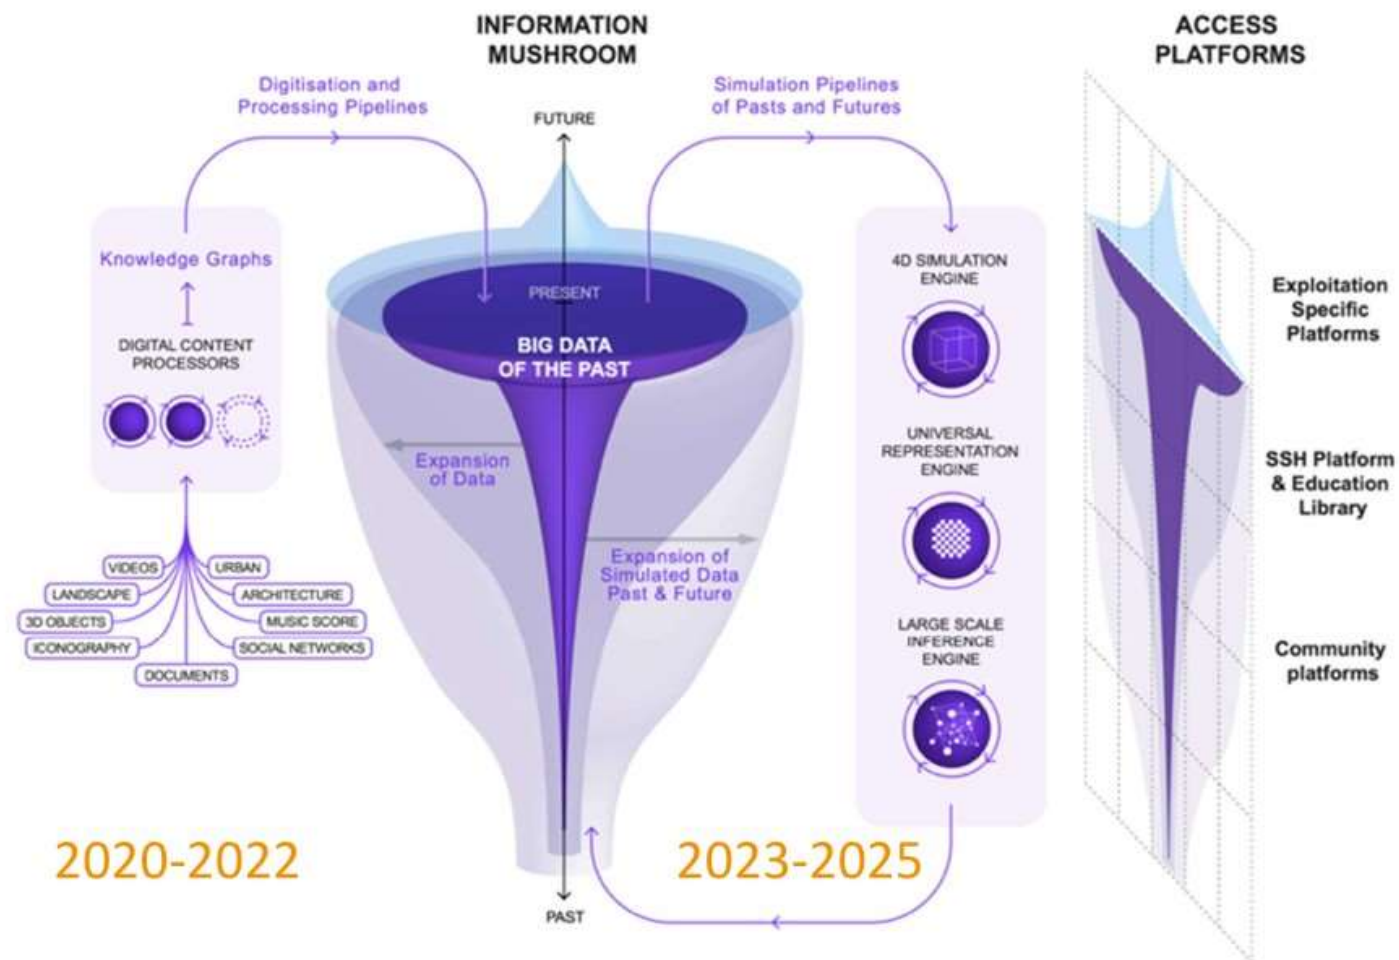 INFORMATION
MUSHROOM
ACCESS
PLATFORMS
Digitisation and
Processing Pipelines
Simulation Pipelines
of Pasts and Futures
FUTURE
Knowledge Graphs
DIGITAL CONTENT
PROCESSORS
VIDEOS
URBAN
LANDSCAPE
ARCHITECTURE
3D OBJECTS
MUSIC SCORE
ICONOGRAPHY
SOCIAL NETWORKS
DOCUMENTS
PRESENT
BIG DATA
OF THE PAST
Expansion
of Data
Expansion of
Simulated Data
Past & Future
4D SIMULATION
ENGINE
UNIVERSAL
REPRESENTATION
ENGINE
LARGE SCALE
INFERENCE
ENGINE
Exploitation
Specific
Platforms
SSH Platform
& Education
Library
Community
platforms
2020-2022
2023-2025
PAST